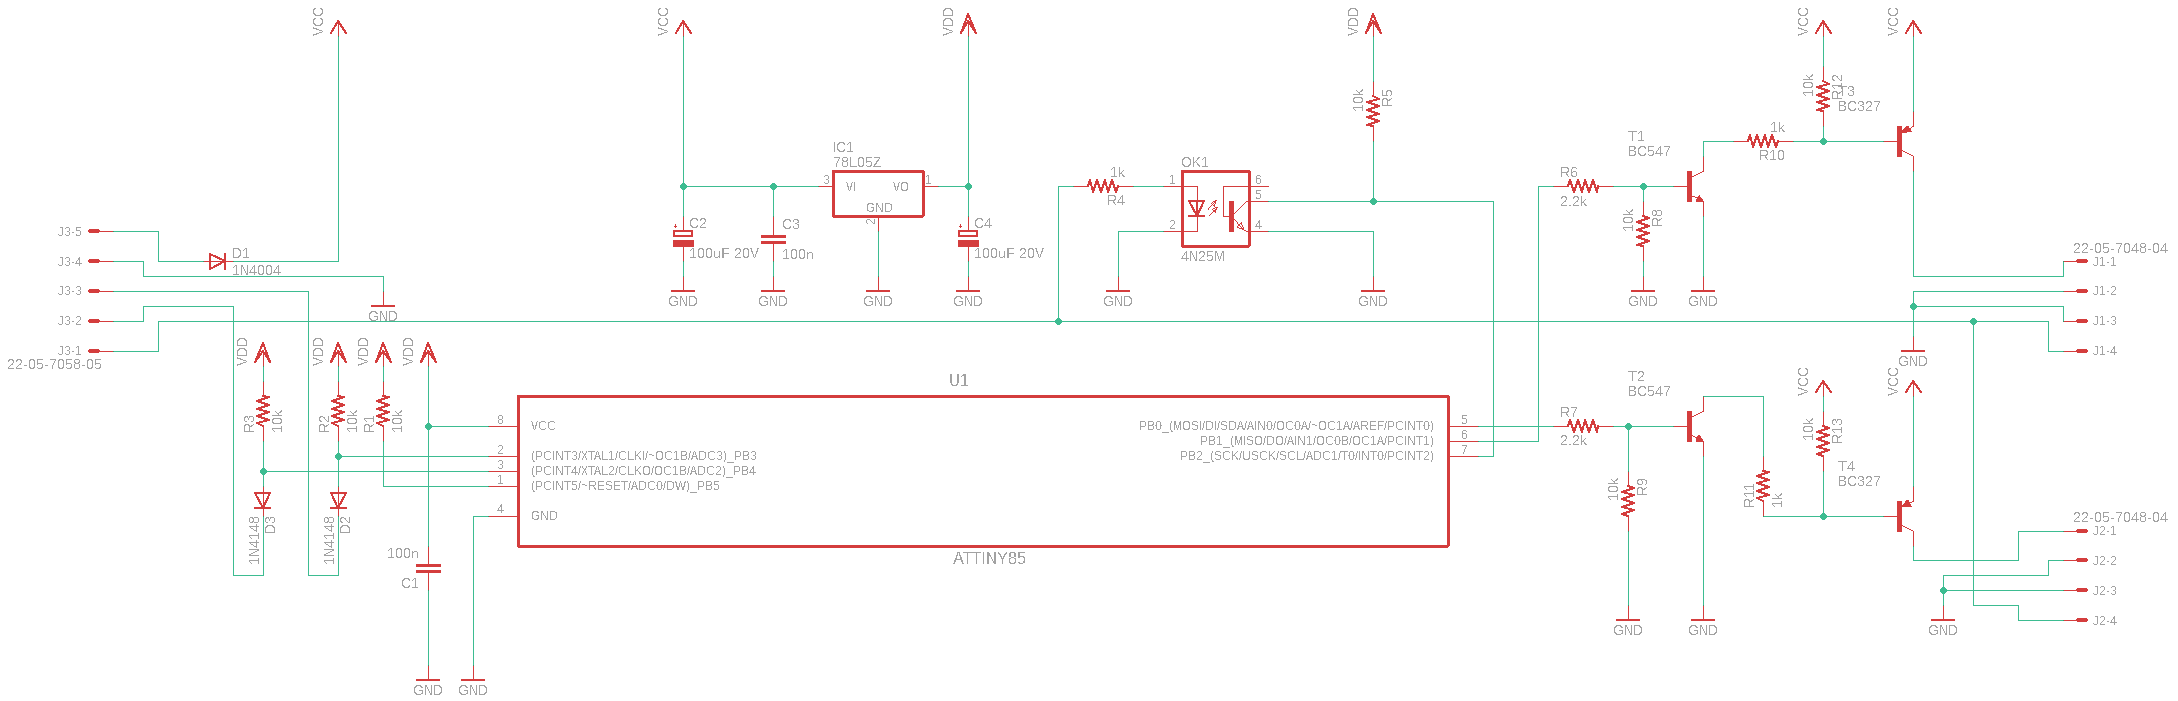 VCC
VCC
VDD
VDD
VCC
VCC
10k
R5
10k
R12
T3
BC327
T1
BC547
1k
R10
IC1
78L05Z
3
VI
VO
1
GND
2
OK1
1k
R4
1
2
6
5
4
4N25M
R6
2.2k
10k
R8
J3-5
J3-4
J3-3
J3-2
J3-1
22-05-7058-05
D1
1N4004
GND
C2
100uF 20V
GND
C3
100n
GND
GND
C4
100uF 20V
GND
GND
GND
GND
GND
22-05-7048-04
J1-1
J1-2
J1-3
J1-4
GND
VDD
VDD
VDD
VDD
R3
10k
R2
10k
R1
10k
1N4148
D3
1N4148
D2
100n
C1
GND
GND
U1
8
VCC
2
(PCINT3/XTAL1/CLKI/~OC1B/ADC3)_PB3
3
(PCINT4/XTAL2/CLKO/OC1B/ADC2)_PB4
1
(PCINT5/~RESET/ADC0/DW)_PB5
4
GND
PB0_(MOSI/DI/SDA/AIN0/OC0A/~OC1A/AREF/PCINT0)
5
PB1_(MISO/DO/AIN1/OC0B/OC1A/PCINT1)
6
PB2_(SCK/USCK/SCL/ADC1/T0/INT0/PCINT2)
7
ATTINY85
T2
BC547
R7
2.2k
10k
R9
GND
GND
VCC
VCC
10k
R13
T4
BC327
R11
1k
22-05-7048-04
J2-1
J2-2
J2-3
J2-4
GND